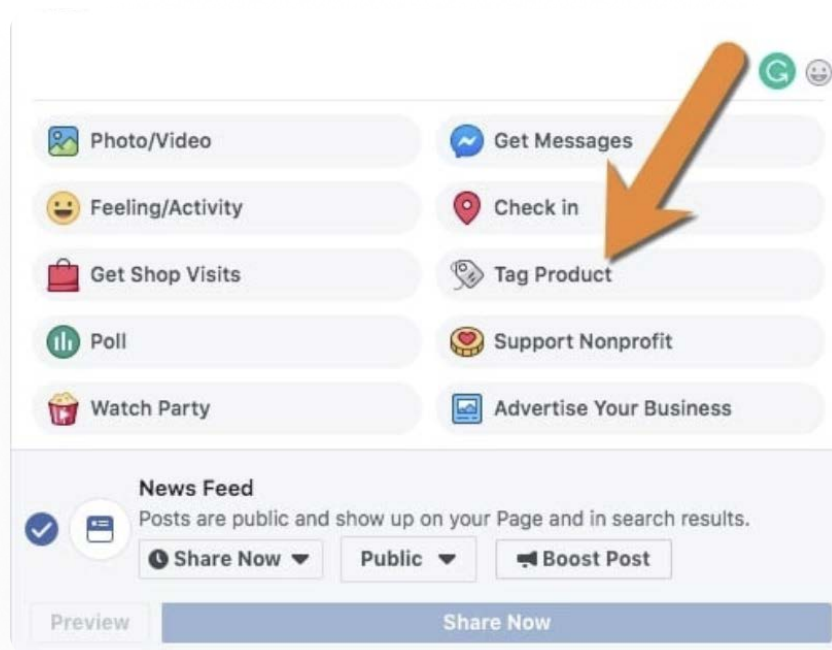 Photo/Video
Get Messages
Feeling/Activity
Check in
Get Shop Visits
Tag Product
Poll
Support Nonprofit
Watch Party
Advertise Your Business
News Feed
Posts are public and show up on your Page and in search results.
Share Now Public Boost Post
Preview Share Now